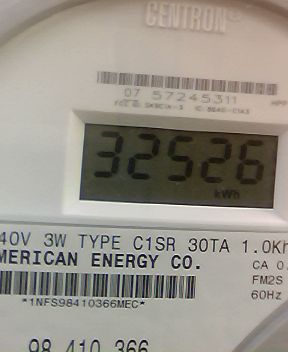 CENTRON®
07 57245311
32526
kWh
40V 3W TYPE C1SR 30TA 1.0Kh
MERICAN ENERGY CO.
CA 0.
FM2S
*1NFS98410366MEC*
60Hz
98 410 366